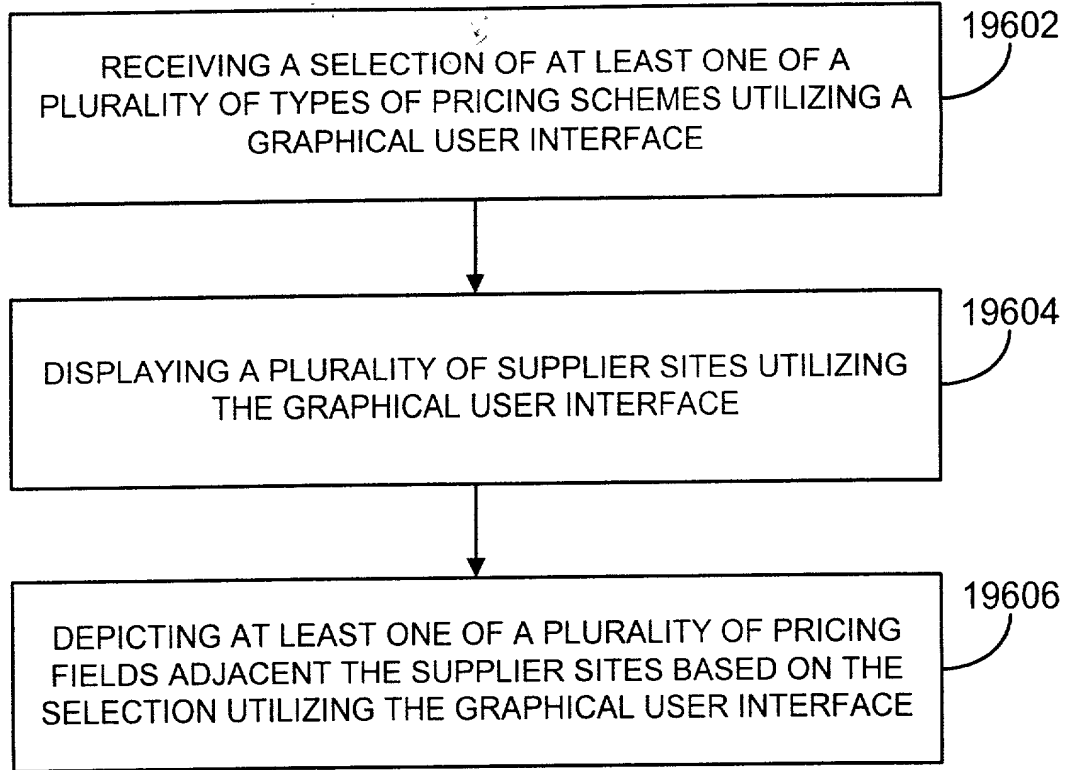 19602
RECEIVING A SELECTION OF AT LEAST ONE OF A
PLURALITY OF TYPES OF PRICING SCHEMES UTILIZING A
GRAPHICAL USER INTERFACE
19604
DISPLAYING A PLURALITY OF SUPPLIER SITES UTILIZING
THE GRAPHICAL USER INTERFACE
19606
DEPICTING AT LEAST ONE OF A PLURALITY OF PRICING
FIELDS ADJACENT THE SUPPLIER SITES BASED ON THE
SELECTION UTILIZING THE GRAPHICAL USER INTERFACE